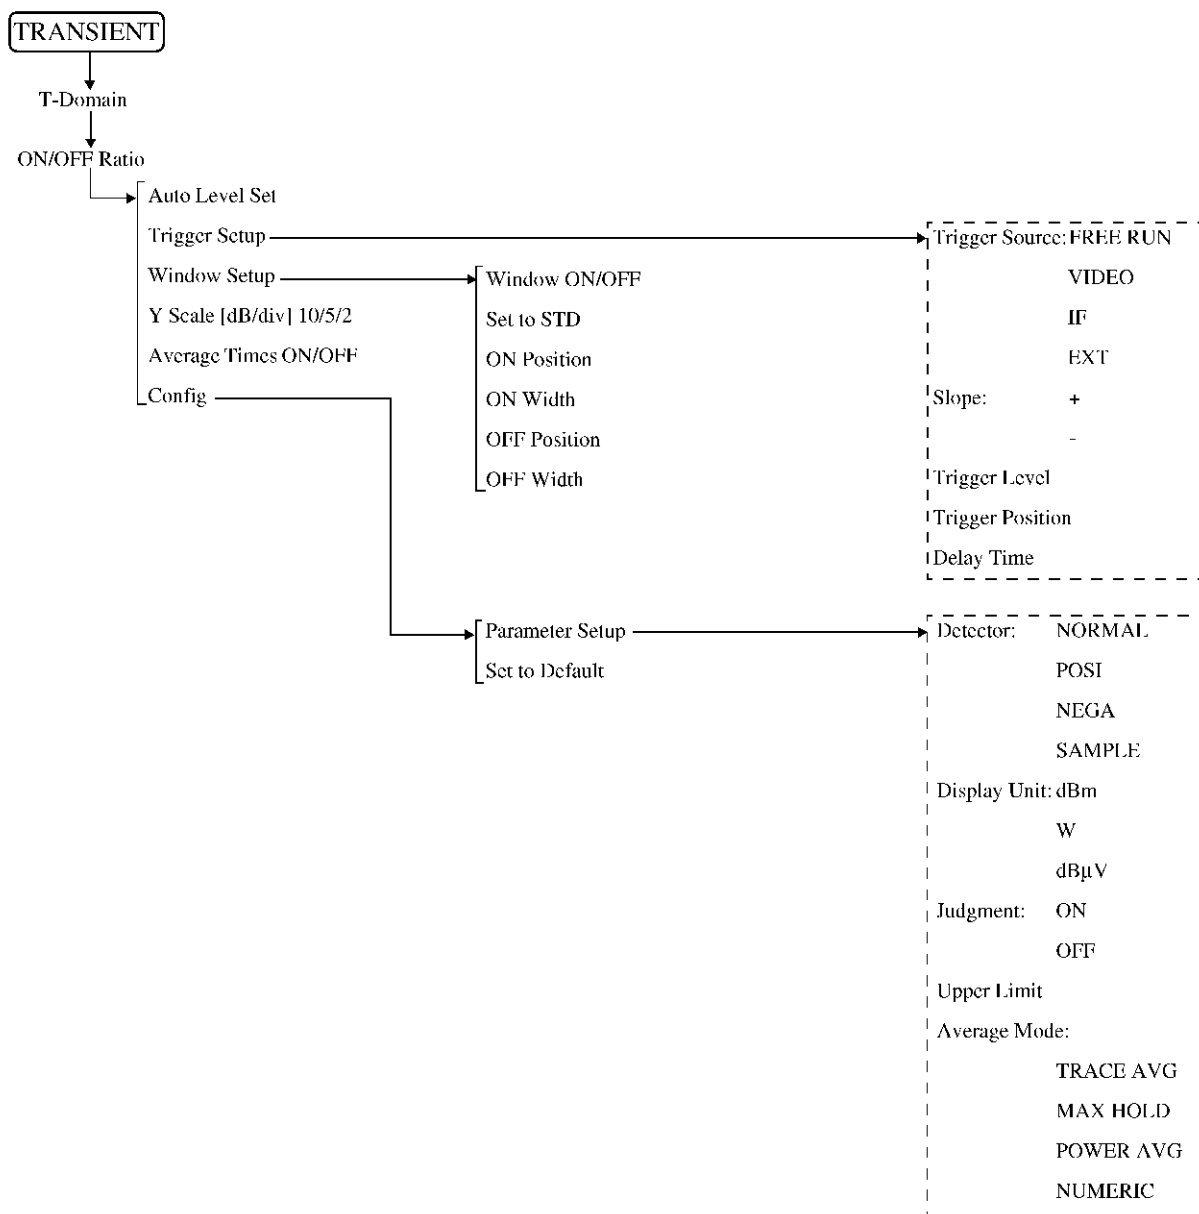 TRANSIENT
T-Domain
ON/OFF Ratio
Auto Level Set
Trigger Setup
Window Setup
Y Scale [dB/div] 10/5/2
Average Times ON/OFF
Config
Window ON/OFF
Set to STD
ON Position
ON Width
OFF Position
OFF Width
Trigger Source: FREE RUN
VIDEO
IF
EXT
Slope: +
-
Trigger Level
Trigger Position
Delay Time
Parameter Setup
Set to Default
Detector: NORMAL
POSI
NEGA
SAMPLE
Display Unit: dBm
W
dBμV
Judgment: ON
OFF
Upper Limit
Average Mode:
TRACE AVG
MAX HOLD
POWER AVG
NUMERIC